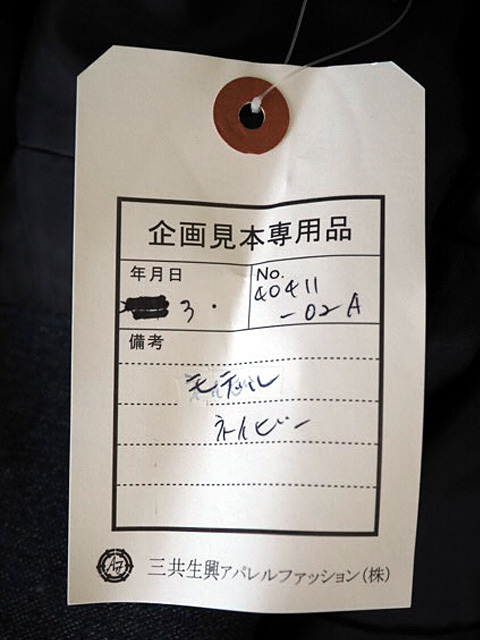 企画見本専用品
年月日
No.
3・
40411
-02A
備考
モデル
ネイビー
三共生興アパレルファッション(株)